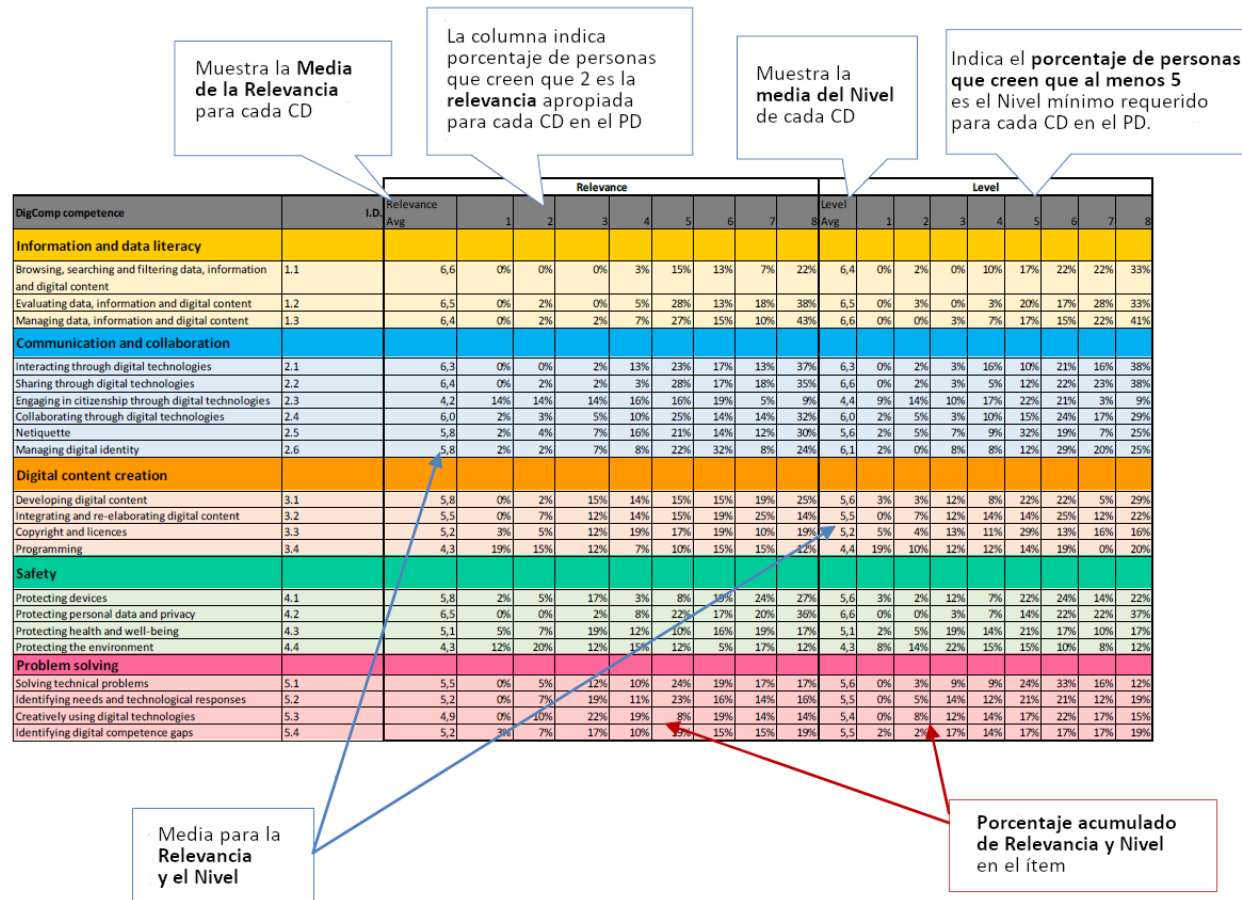 Muestra la Media
de la Relevancia
para cada CD
La columna indica
porcentaje de personas
que creen que 2 es la
relevancia apropiada
para cada CD en el PD
Muestra la
media del Nivel
de cada CD
Indica el porcentaje de personas
que creen que al menos 5
es el Nivel mínimo requerido
para cada CD en el PD.
Relevance Level
DigComp competence I.D. Relevance Avg 1 2 3 4 5 6 7 8 Level Avg 1 2 3 4 5 6 7 8
Information and data literacy
Browsing, searching and filtering data, information
and digital content 1.1 6,6 0% 0% 0% 3% 15% 13% 7% 22% 6,4 0% 2% 0% 10% 17% 22% 22% 33%
Evaluating data, information and digital content 1.2 6,5 0% 2% 0% 5% 28% 13% 18% 38% 6,5 0% 3% 0% 3% 20% 17% 28% 33%
Managing data, information and digital content 1.3 6,4 0% 2% 2% 7% 27% 15% 10% 43% 6,6 0% 0% 3% 7% 17% 15% 22% 41%
Communication and collaboration
Interacting through digital technologies 2.1 6,3 0% 0% 2% 13% 23% 17% 13% 37% 6,3 0% 2% 3% 16% 10% 21% 16% 38%
Sharing through digital technologies 2.2 6,4 0% 2% 2% 3% 28% 17% 18% 35% 6,6 0% 2% 3% 5% 12% 22% 23% 38%
Engaging in citizenship through digital technologies 2.3 4,2 14% 14% 14% 16% 16% 19% 5% 9% 4,4 9% 14% 10% 17% 22% 21% 3% 9%
Collaborating through digital technologies 2.4 6,0 2% 3% 5% 10% 25% 14% 14% 32% 6,0 2% 5% 3% 10% 15% 24% 17% 29%
Netiquette 2.5 5,8 2% 4% 7% 16% 21% 14% 12% 30% 5,6 2% 5% 7% 9% 32% 19% 7% 25%
Managing digital identity 2.6 5,8 2% 2% 7% 8% 22% 32% 8% 24% 6,1 2% 0% 8% 8% 12% 29% 20% 25%
Digital content creation
Developing digital content 3.1 5,8 0% 2% 15% 14% 15% 15% 19% 25% 5,6 3% 3% 12% 8% 22% 22% 5% 29%
Integrating and re-elaborating digital content 3.2 5,5 0% 7% 12% 14% 15% 19% 25% 14% 5,5 0% 7% 12% 14% 14% 25% 12% 22%
Copyright and licences 3.3 5,2 3% 5% 12% 19% 17% 19% 10% 19% 5,2 5% 4% 13% 11% 29% 13% 16% 16%
Programming 3.4 4,3 19% 15% 12% 7% 10% 15% 15% 12% 4,4 19% 10% 12% 12% 14% 19% 0% 20%
Safety
Protecting devices 4.1 5,8 2% 5% 17% 3% 8% 24% 27% 5,6 3% 2% 12% 7% 22% 24% 14% 22%
Protecting personal data and privacy 4.2 6,5 0% 0% 2% 8% 22% 17% 20% 36% 6,6 0% 0% 3% 7% 14% 22% 22% 37%
Protecting health and well-being 4.3 5,1 5% 7% 19% 12% 10% 16% 19% 17% 5,1 2% 5% 19% 14% 21% 17% 10% 17%
Protecting the environment 4.4 4,3 12% 20% 12% 15% 12% 5% 17% 12% 4,3 8% 14% 22% 15% 15% 10% 8% 12%
Problem solving
Solving technical problems 5.1 5,5 0% 5% 12% 10% 24% 19% 17% 17% 5,6 0% 3% 9% 9% 24% 33% 16% 12%
Identifying needs and technological responses 5.2 5,2 0% 7% 19% 11% 23% 16% 14% 16% 5,5 0% 5% 14% 12% 21% 21% 12% 19%
Creatively using digital technologies 5.3 4,9 0% 10% 22% 19% 8% 19% 14% 14% 5,4 0% 8% 12% 14% 17% 22% 17% 15%
Identifying digital competence gaps 5.4 5,2 3% 7% 17% 10% 15% 15% 19% 5,5 2% 2% 17% 14% 17% 17% 17% 19%
Media para la
Relevancia
y el Nivel
Porcentaje acumulado
de Relevancia y Nivel
en el ítem